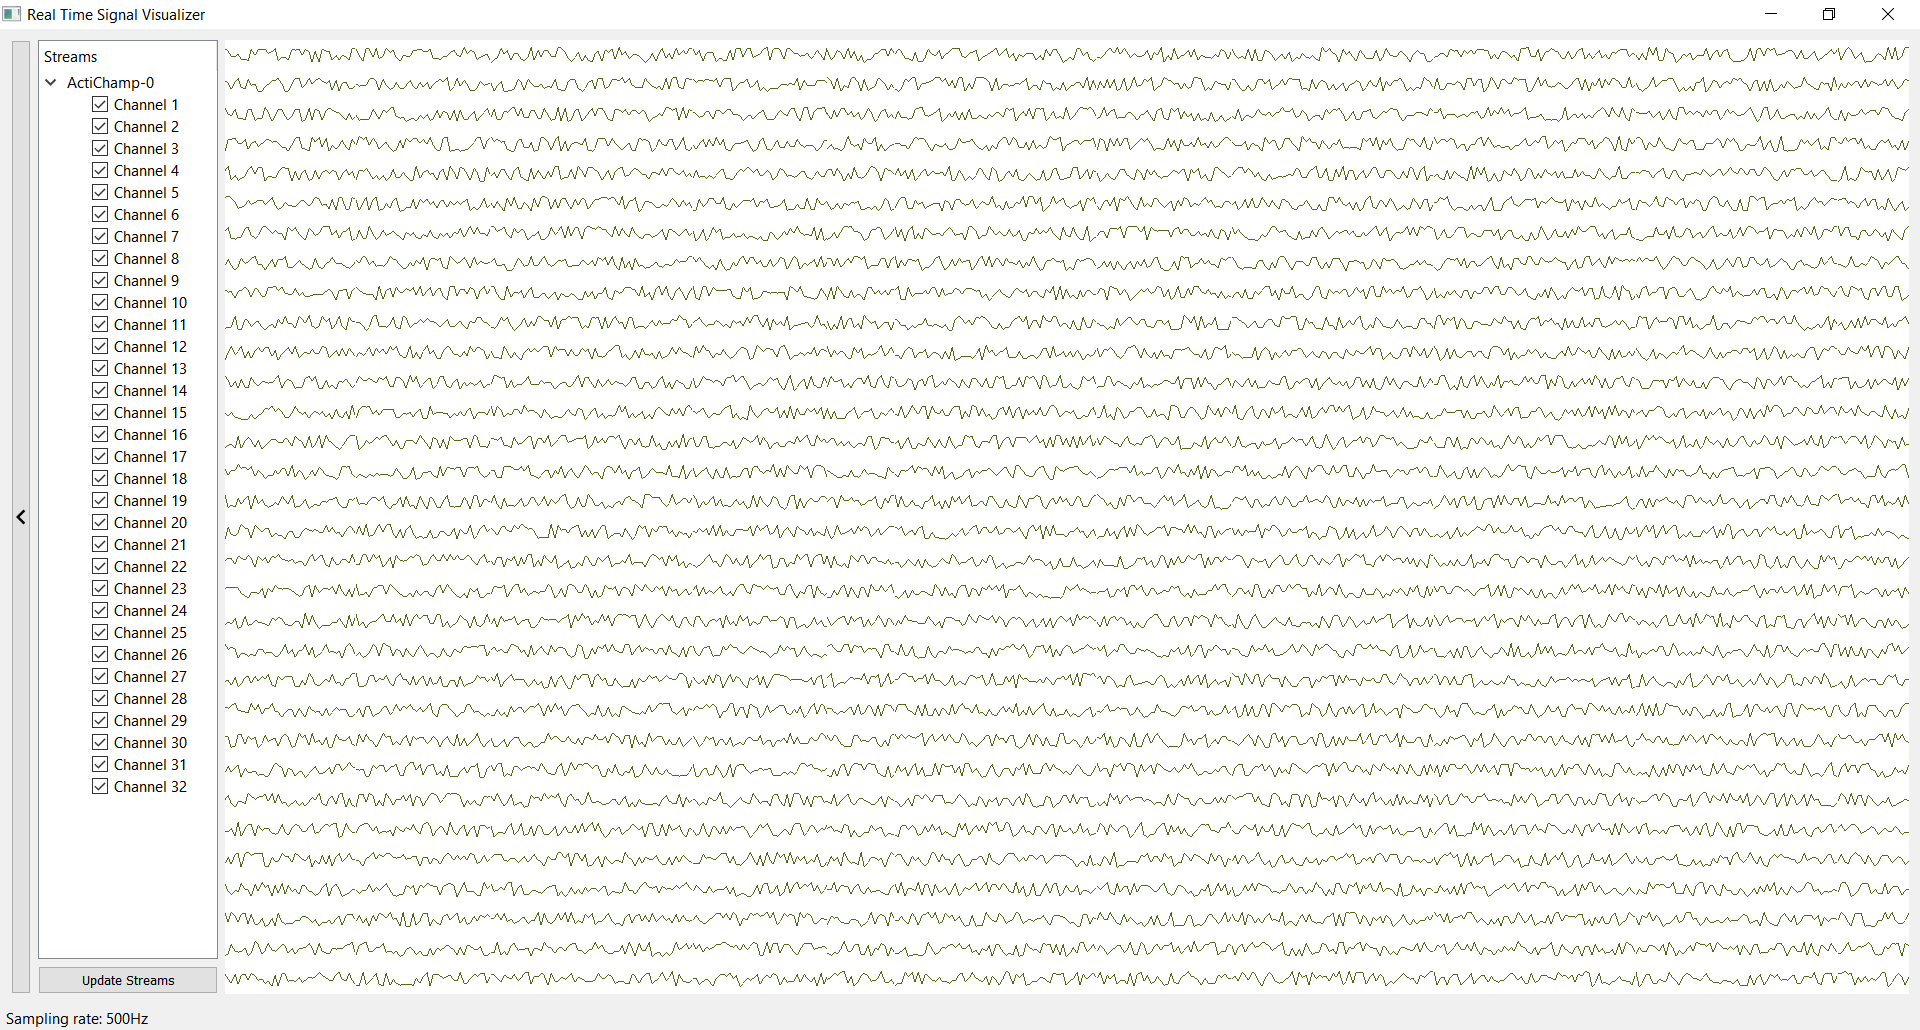 Real Time Signal Visualizer
Streams
ActiChamp-0
Channel 1
Channel 2
Channel 3
Channel 4
Channel 5
Channel 6
Channel 7
Channel 8
Channel 9
Channel 10
Channel 11
Channel 12
Channel 13
Channel 14
Channel 15
Channel 16
Channel 17
Channel 18
Channel 19
Channel 20
Channel 21
Channel 22
Channel 23
Channel 24
Channel 25
Channel 26
Channel 27
Channel 28
Channel 29
Channel 30
Channel 31
Channel 32
Update Streams
Sampling rate: 500Hz